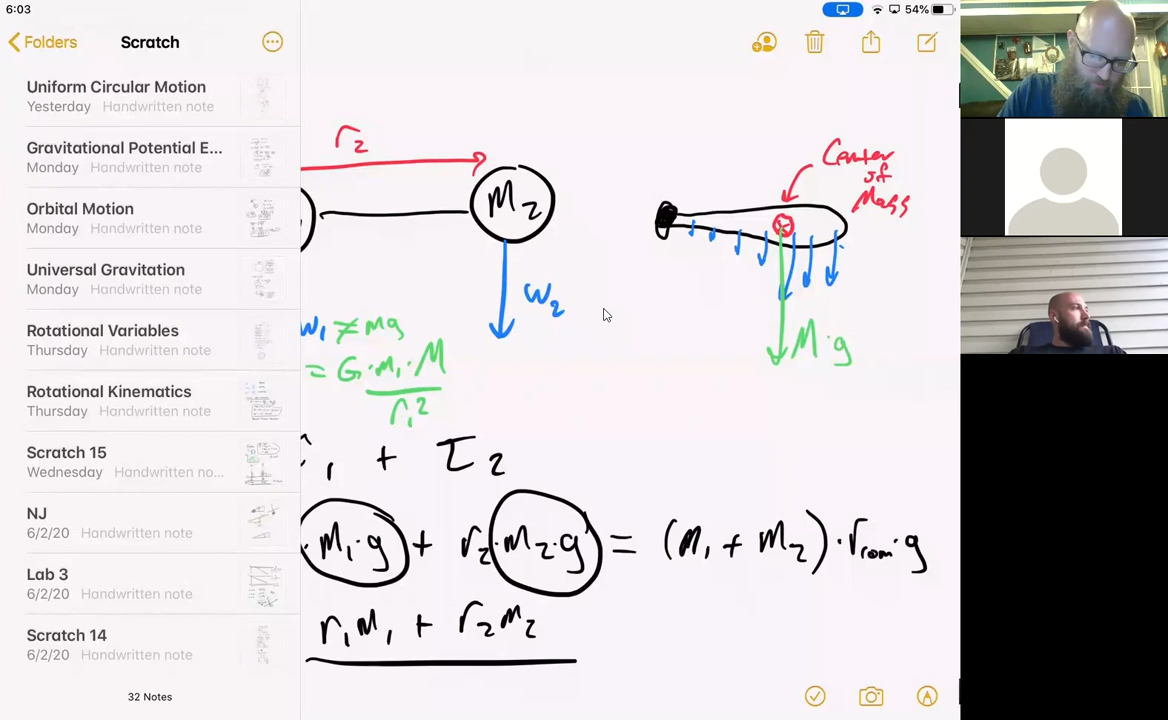 6:03
54%
Folders
Scratch
Uniform Circular Motion
Yesterday Handwritten note
Gravitational Potential E...
Monday Handwritten note
Orbital Motion
Monday Handwritten note
Universal Gravitation
Monday Handwritten note
Rotational Variables
Thursday Handwritten note
Rotational Kinematics
Thursday Handwritten note
Scratch 15
Wednesday Handwritten no...
NJ
6/2/20 Handwritten note
Lab 3
6/2/20 Handwritten note
Scratch 14
6/2/20 Handwritten note
32 Notes
r₂
M₂
W₂
Center
of
Mass
M·g
W₁ ≠ mg
= G·m₁·M
r₁²
₁ + τ₂
·m₁·g + r₂·m₂·g = (m₁ + m₂)·r_com·g
r₁m₁ + r₂m₂